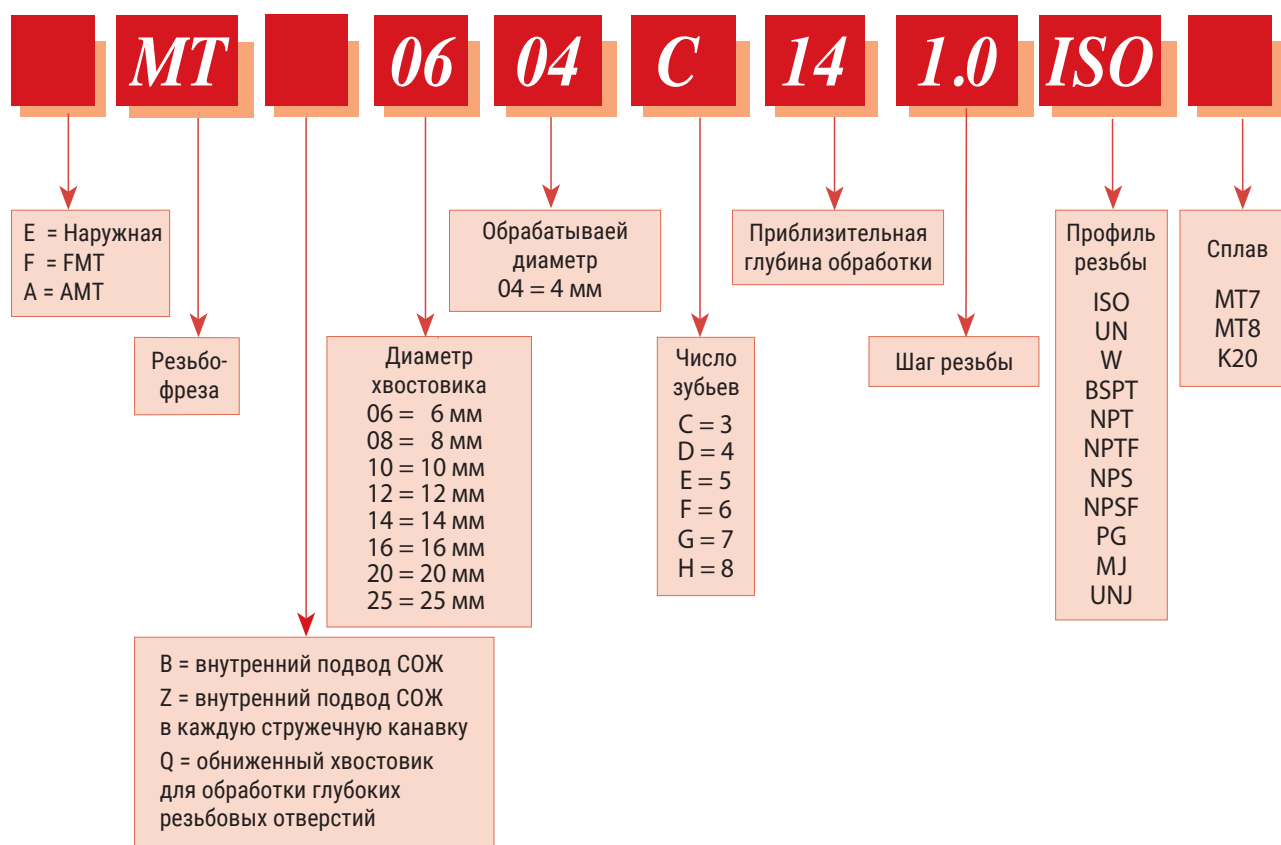 MT 06 04 C 14 1.0 ISO
E = Наружная
F = FMT
A = AMT
Резьбо-
фреза
B = внутренний подвод СОЖ
Z = внутренний подвод СОЖ
в каждую стружечную канавку
Q = обниженный хвостовик
для обработки глубоких
резьбовых отверстий
Диаметр
хвостовика
06 = 6 мм
08 = 8 мм
10 = 10 мм
12 = 12 мм
14 = 14 мм
16 = 16 мм
20 = 20 мм
25 = 25 мм
Обрабатываей
диаметр
04 = 4 мм
Число
зубьев
C = 3
D = 4
E = 5
F = 6
G = 7
H = 8
Приблизительная
глубина обработки
Шаг резьбы
Профиль
резьбы
ISO
UN
W
BSPT
NPT
NPTF
NPS
NPSF
PG
MJ
UNJ
Сплав
MT7
MT8
K20